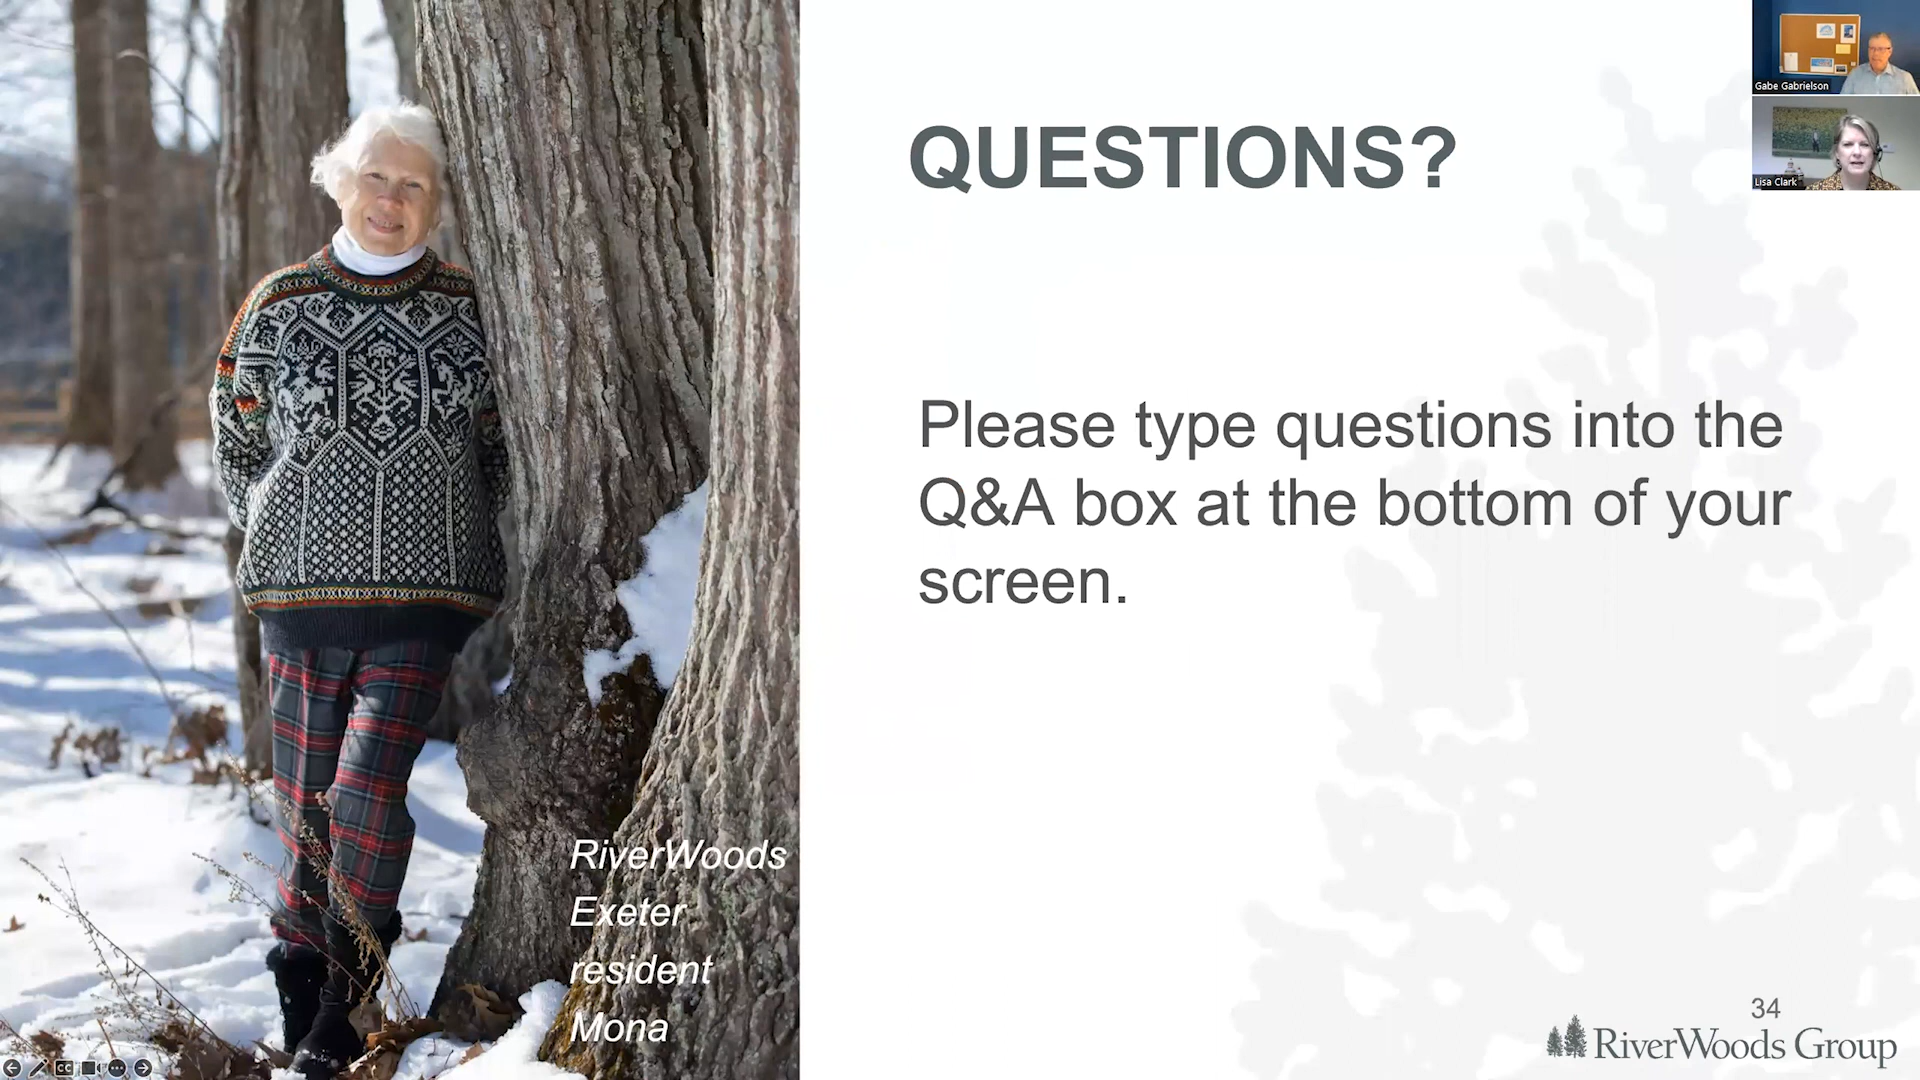 QUESTIONS?
Please type questions into the
Q&A box at the bottom of your
screen.
RiverWoods
Exeter
resident
Mona
Gabe Gabrielson
Lisa Clark
34
RiverWoods Group
CC